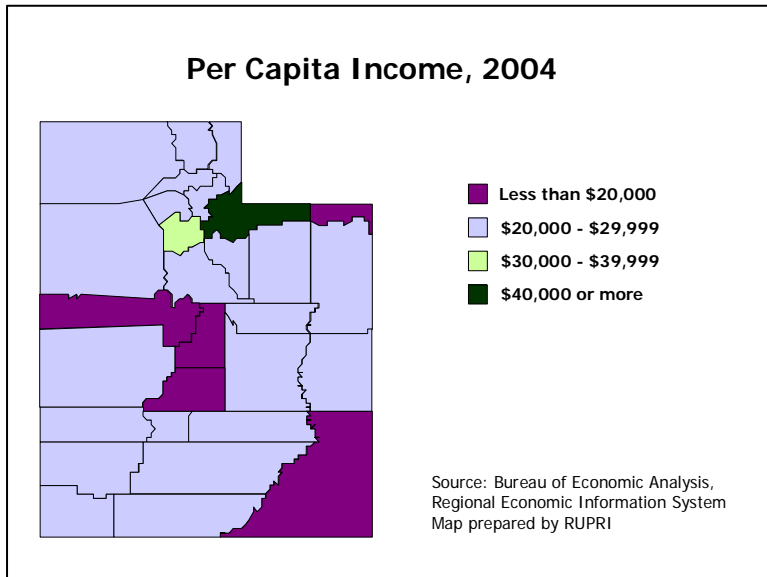 Per Capita Income, 2004
Less than $20,000
$20,000 - $29,999
$30,000 - $39,999
$40,000 or more
Source: Bureau of Economic Analysis,
Regional Economic Information System
Map prepared by RUPRI